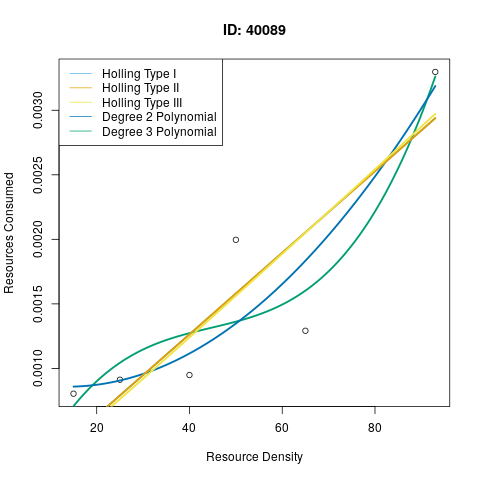 ID: 40089
Holling Type I
Holling Type II
Holling Type III
Degree 2 Polynomial
Degree 3 Polynomial
Resources Consumed
0.0030
0.0025
0.0020
0.0015
0.0010
20 40 60 80
Resource Density